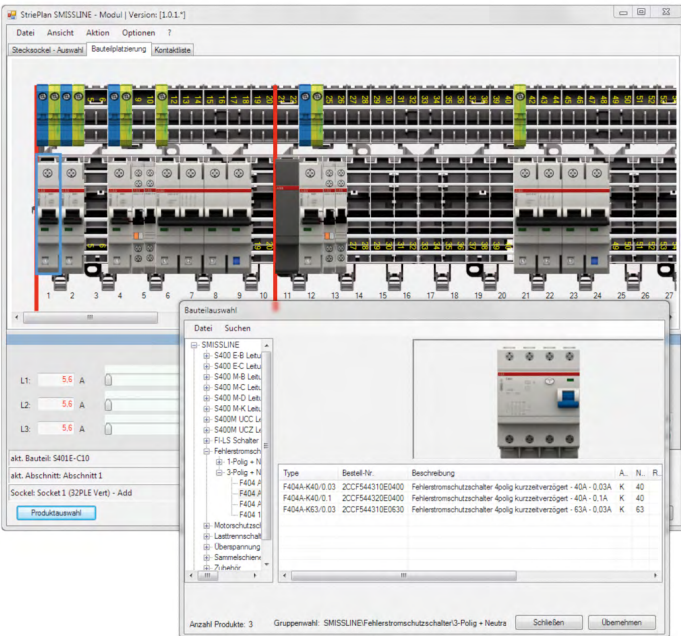 StriePlan SMISSLINE - Modul | Version: [1.0.1.*]
Datei Ansicht Aktion Optionen ?
Stecksockel - Auswahl Bauteilplatzierung Kontaktliste
1 2 3 4 5 6 7 8 9 10 11 12 13 14 15 16 17 18 19 20 21 22 23 24 25 26 27
L1: 5,6 A
L2: 5,6 A
L3: 5,6 A
akt. Bauteil: S401E-C10
akt. Abschnitt: Abschnitt 1
Sockel: Socket 1 (32PLE Vert) - Add
Produktauswahl
Bauteilauswahl
Datei Suchen
SMISSLINE
S400 E-B Leitu
S400 E-C Leitu
S400 M-B Leitu
S400 M-C Leitu
S400 M-D Leitu
S400 M-K Leitu
S400M UCC Le
S400M UCZ Le
FI-LS Schalter
Fehlerstromsch
1-Polig + N
3-Polig + N
F404 A
F404 A
F404 A
F404 1
Motorschutzscl
Lasttrennschalt
Überspannung
Sammelschiene
Zubehör
Type Bestell-Nr. Beschreibung A.. N.. R..
F404A-K40/0.03 2CCF544310E0400 Fehlerstromschutzschalter 4polig kurzzeitverzögert - 40A - 0,03A K 40
F404A-K40/0.1 2CCF544320E0400 Fehlerstromschutzschalter 4polig kurzzeitverzögert - 40A - 0,1A K 40
F404A-K63/0.03 2CCF544310E0630 Fehlerstromschutzschalter 4polig kurzzeitverzögert - 63A - 0,03A K 63
Anzahl Produkte: 3 Gruppenwahl: SMISSLINE\Fehlerstromschutzschalter\3-Polig + Neutra Schließen Übernehmen